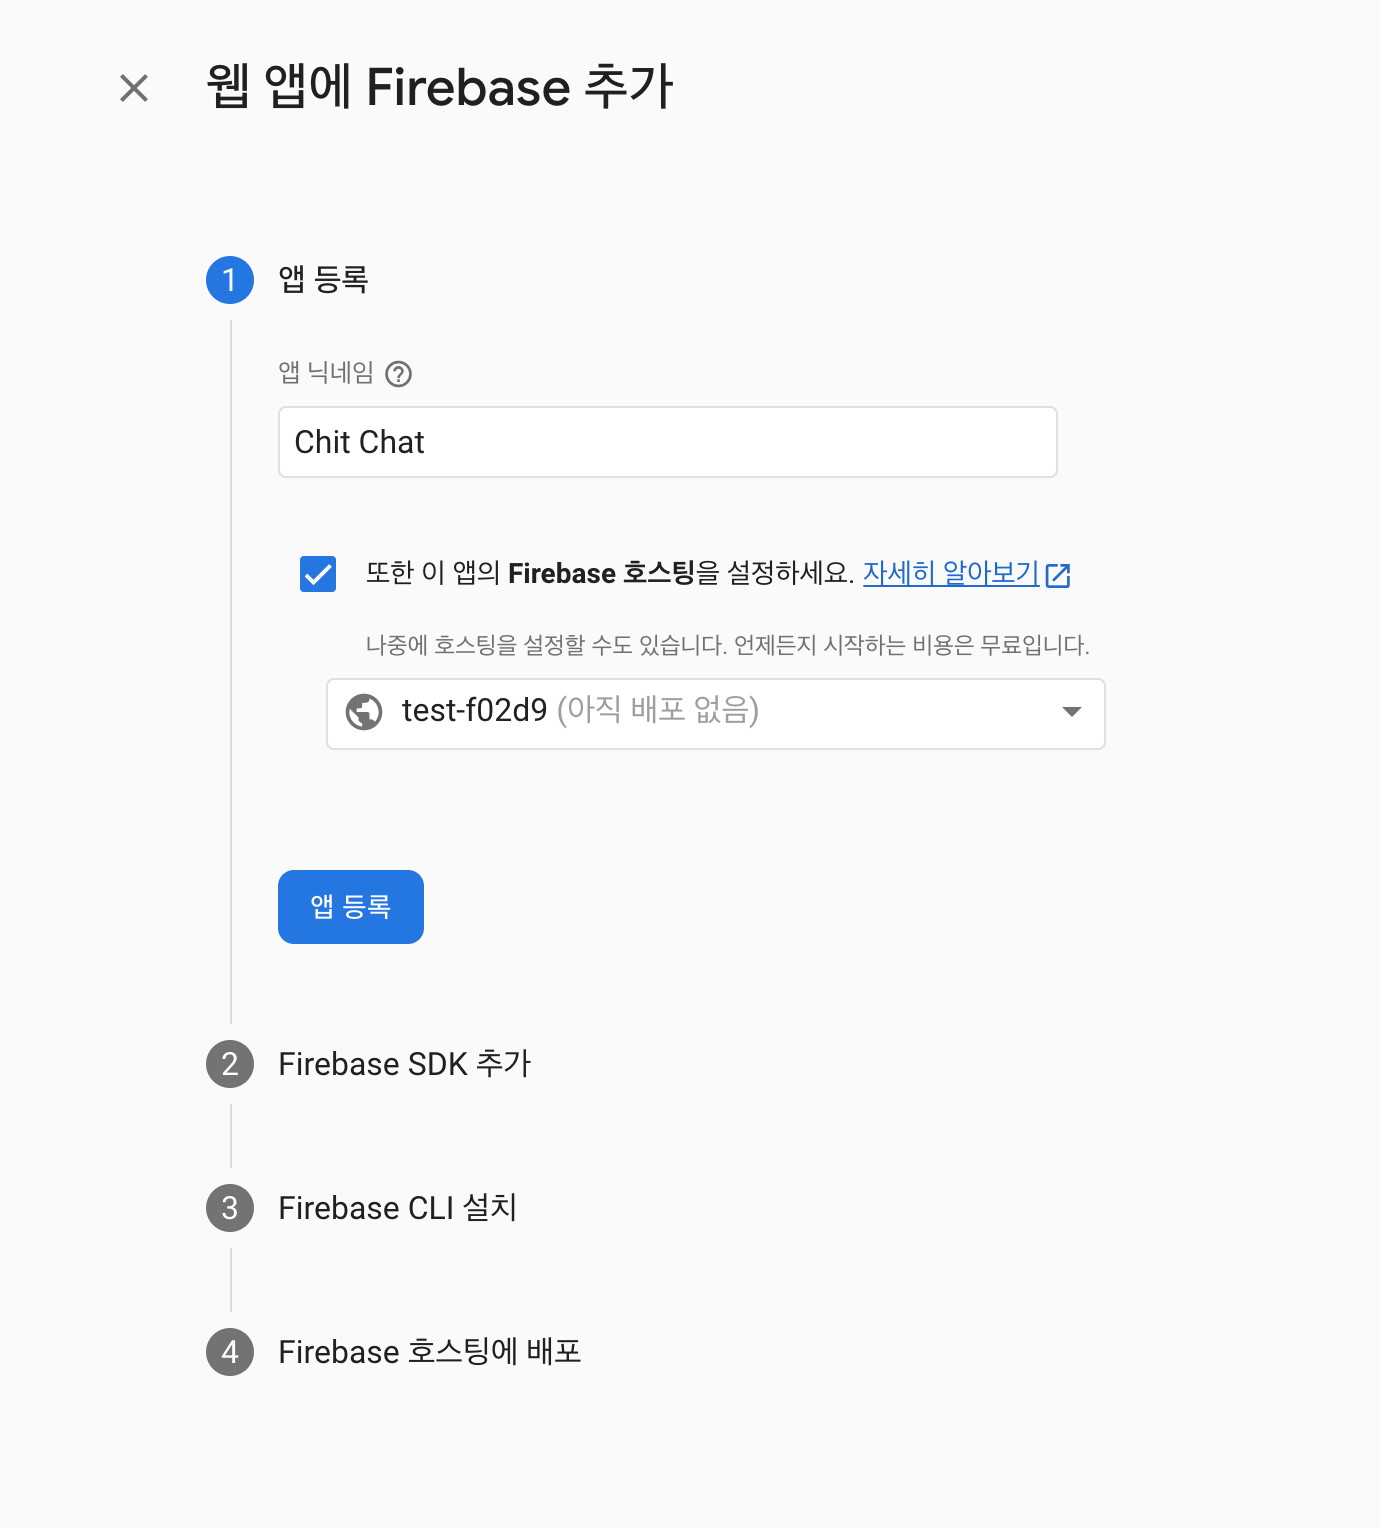 웹 앱에 Firebase 추가
1 앱 등록
앱 닉네임 ?
Chit Chat
또한 이 앱의 Firebase 호스팅을 설정하세요. 자세히 알아보기
나중에 호스팅을 설정할 수도 있습니다. 언제든지 시작하는 비용은 무료입니다.
test-f02d9 (아직 배포 없음)
앱 등록
2 Firebase SDK 추가
3 Firebase CLI 설치
4 Firebase 호스팅에 배포